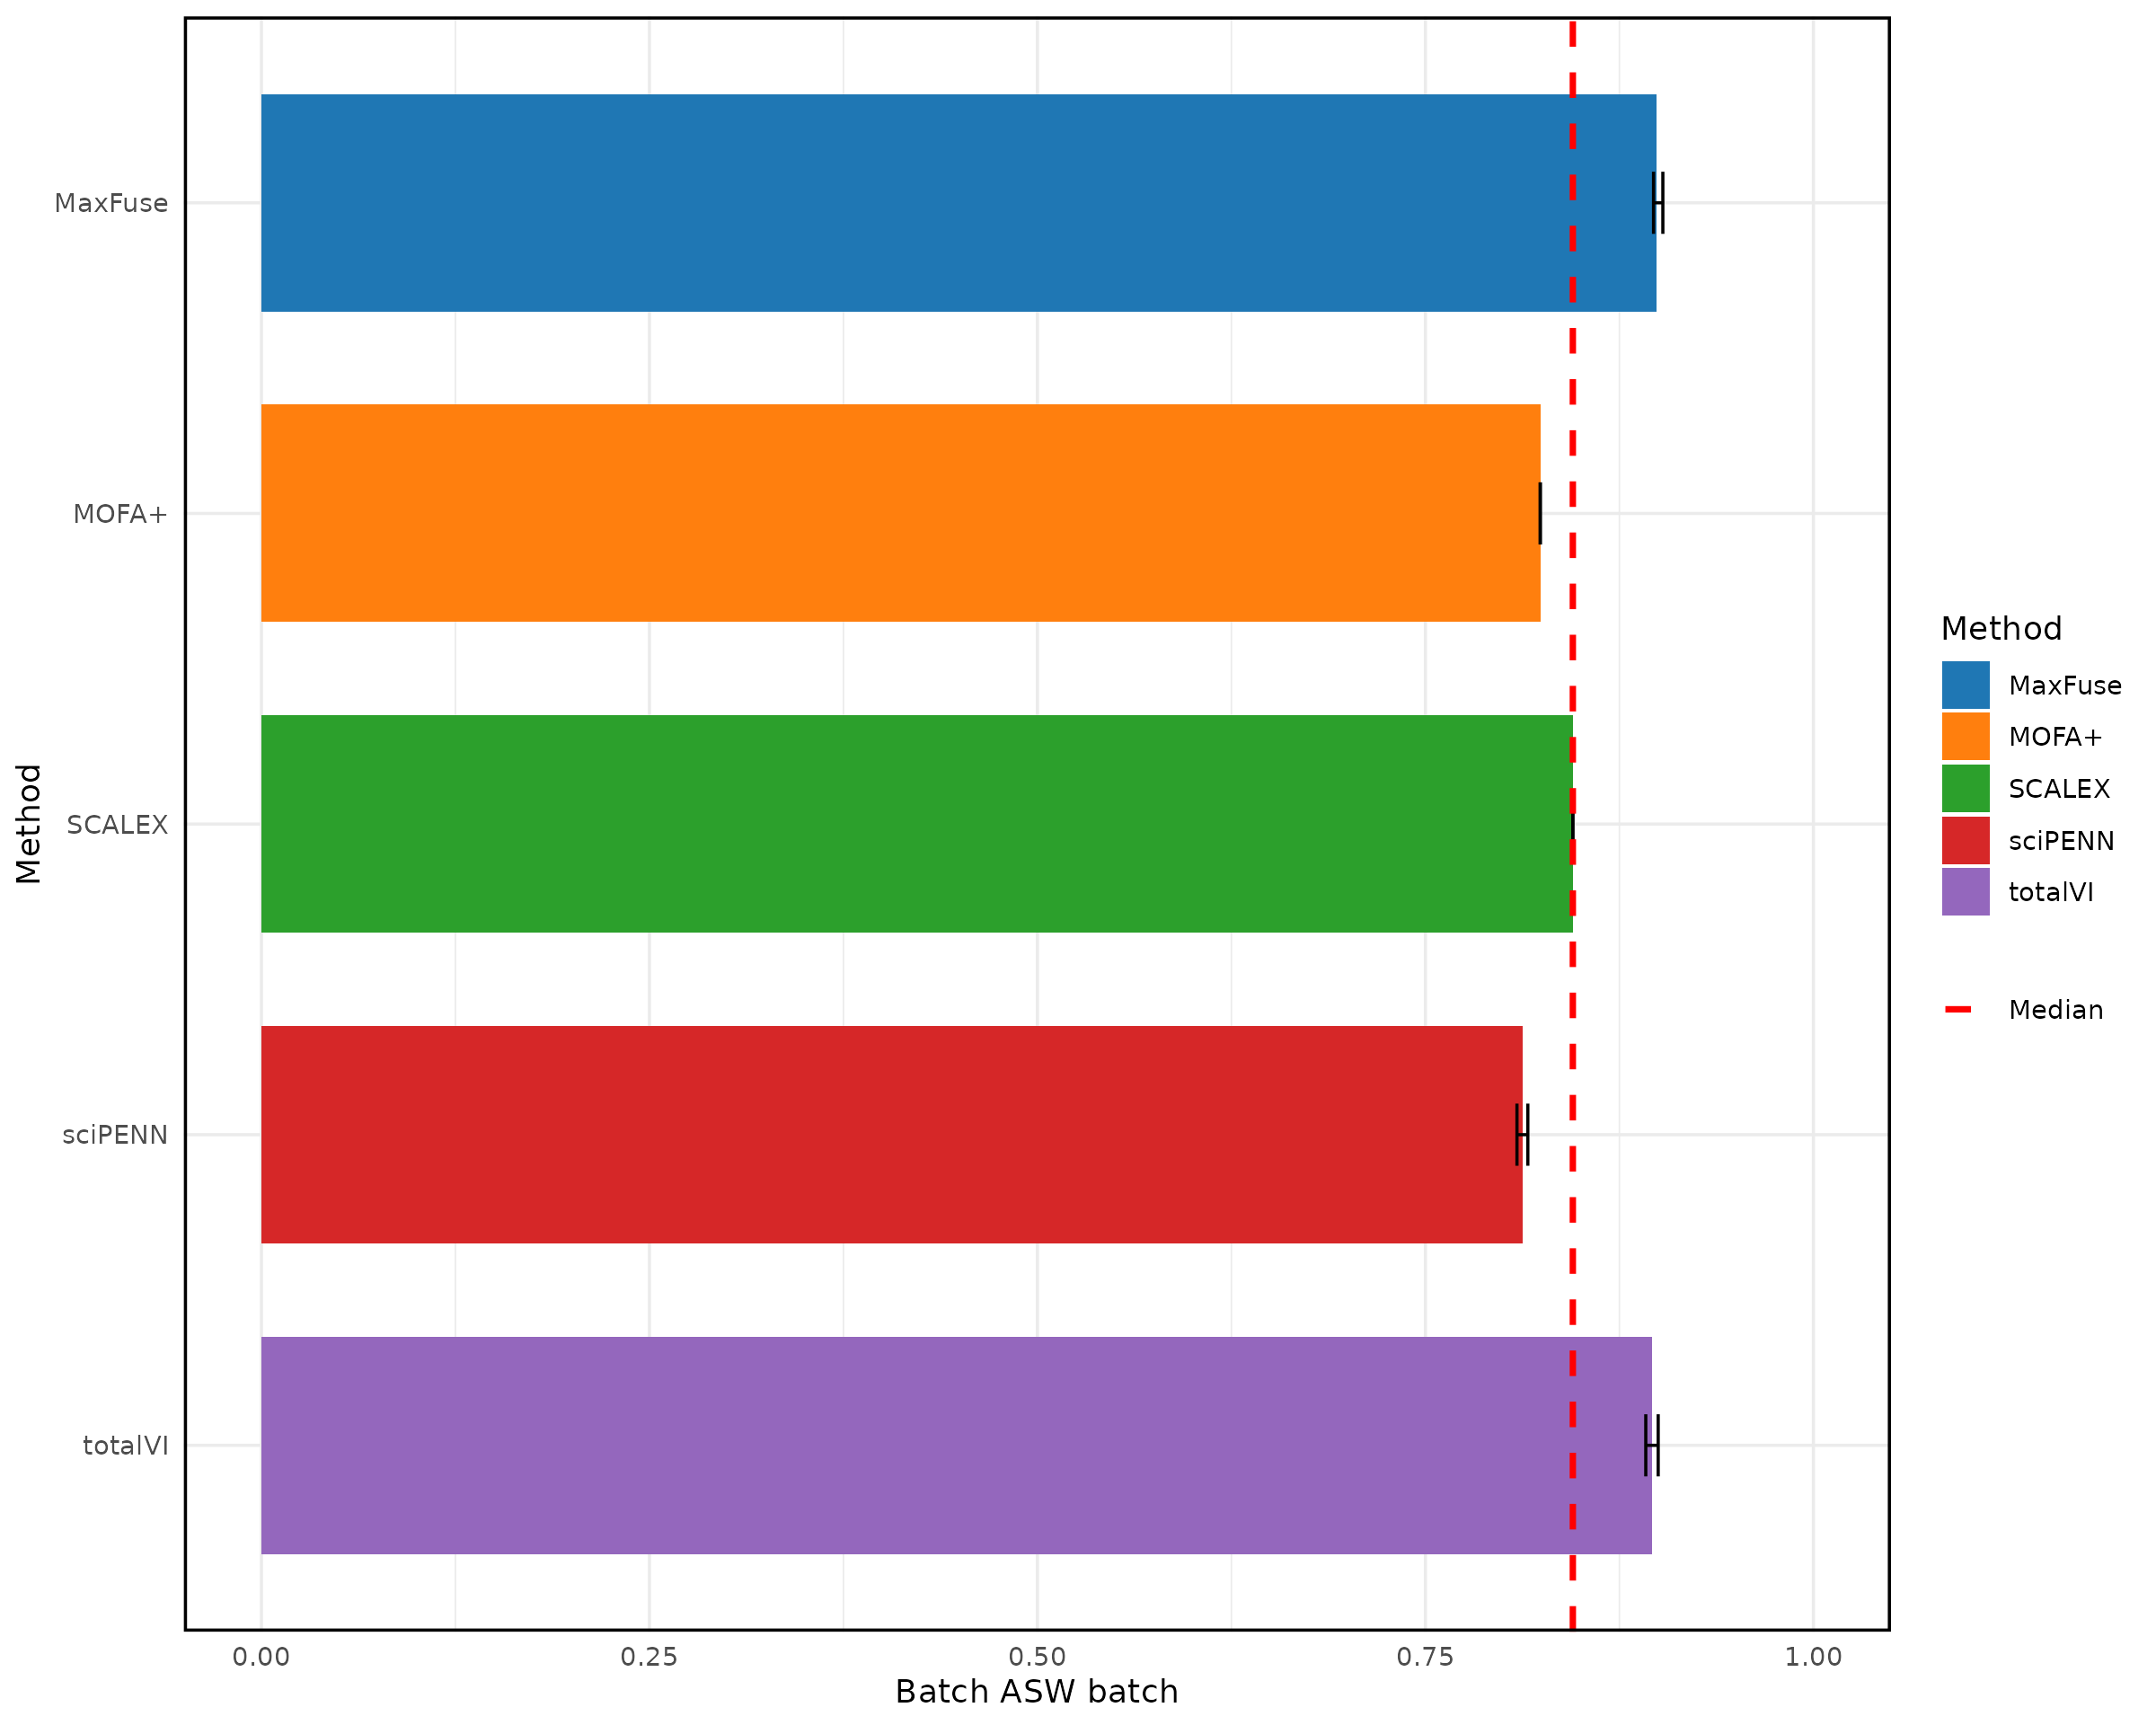 MaxFuse
MOFA+
SCALEX
sciPENN
totalVI
Method
0.00 0.25 0.50 0.75 1.00
Batch ASW batch
Method
MaxFuse
MOFA+
SCALEX
sciPENN
totalVI
Median